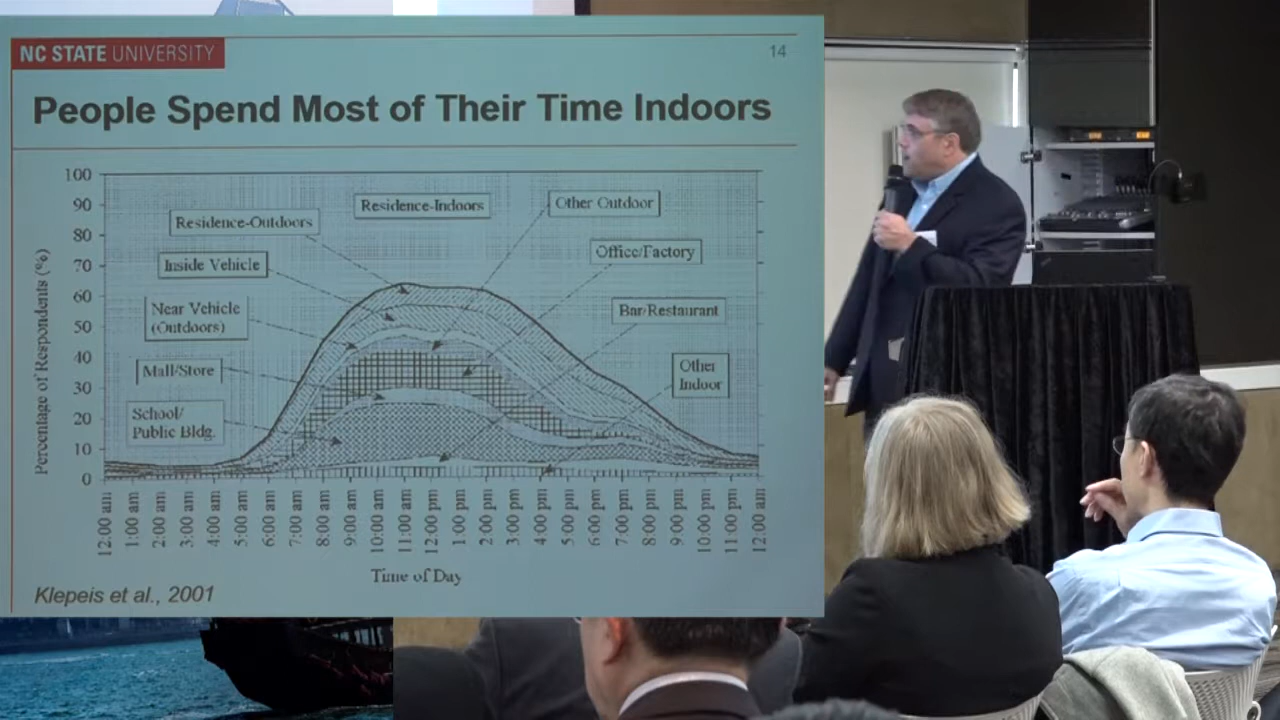 NC STATE UNIVERSITY
14
People Spend Most of Their Time Indoors
100
90
80
70
60
50
40
30
20
10
0
Percentage of Respondents (%)
Residence-Outdoors
Residence-Indoors
Other Outdoor
Inside Vehicle
Office/Factory
Near Vehicle
(Outdoors)
Bar/Restaurant
Mall/Store
Other
Indoor
School/
Public Bldg.
12:00 am
1:00 am
2:00 am
3:00 am
4:00 am
5:00 am
6:00 am
7:00 am
8:00 am
9:00 am
10:00 am
11:00 am
12:00 pm
1:00 pm
2:00 pm
3:00 pm
4:00 pm
5:00 pm
6:00 pm
7:00 pm
8:00 pm
9:00 pm
10:00 pm
11:00 pm
12:00 am
Time of Day
Klepeis et al., 2001